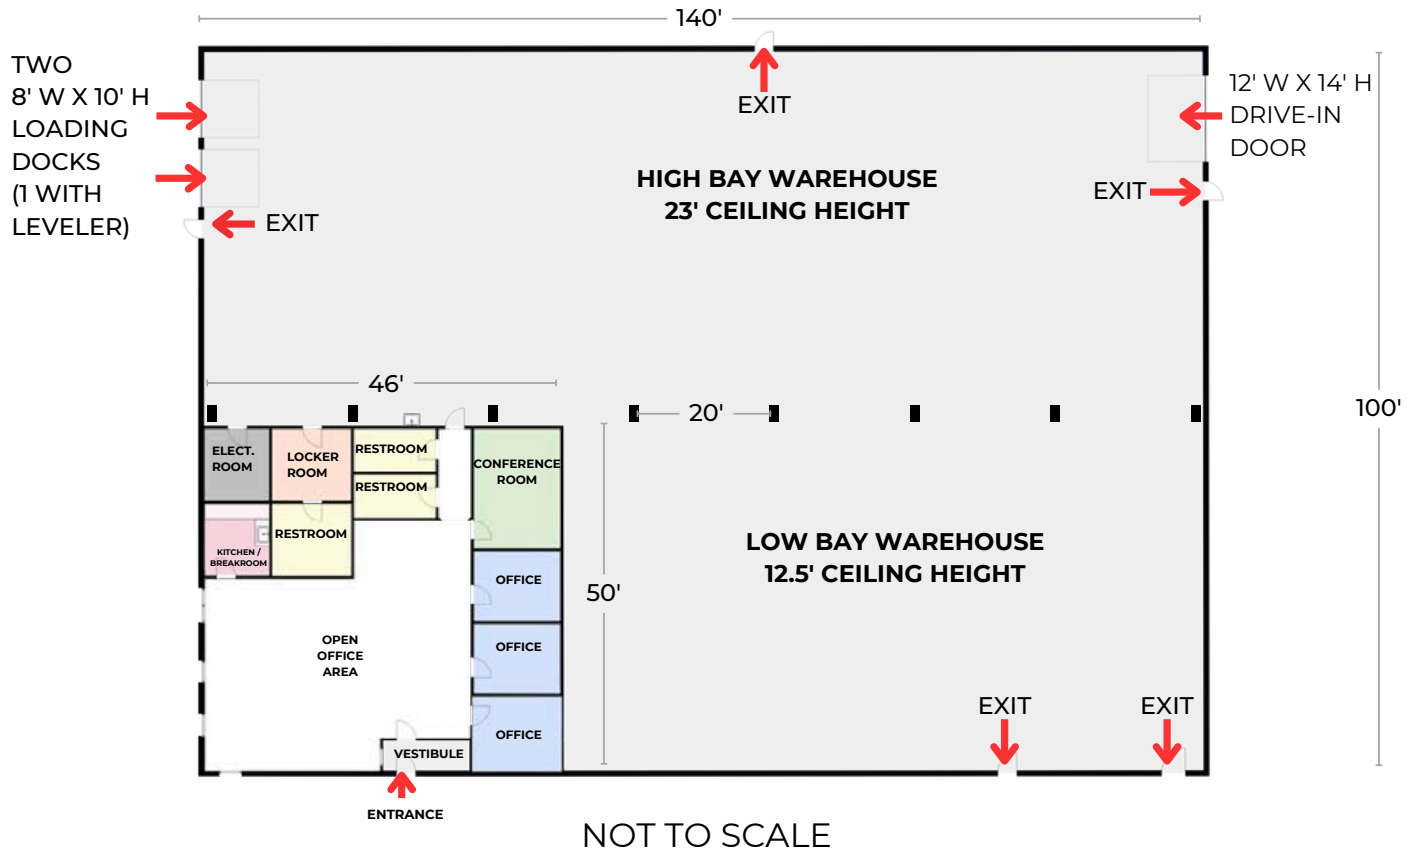 140'
TWO
8' W X 10' H
LOADING
DOCKS
(1 WITH
LEVELER)
EXIT
12' W X 14' H
DRIVE-IN
DOOR
HIGH BAY WAREHOUSE
23' CEILING HEIGHT
EXIT
EXIT
46'
20'
100'
ELECT.
ROOM
LOCKER
ROOM
RESTROOM
RESTROOM
CONFERENCE
ROOM
RESTROOM
KITCHEN /
BREAKROOM
LOW BAY WAREHOUSE
12.5' CEILING HEIGHT
OFFICE
50'
OPEN
OFFICE
AREA
OFFICE
EXIT
EXIT
OFFICE
VESTIBULE
ENTRANCE
NOT TO SCALE